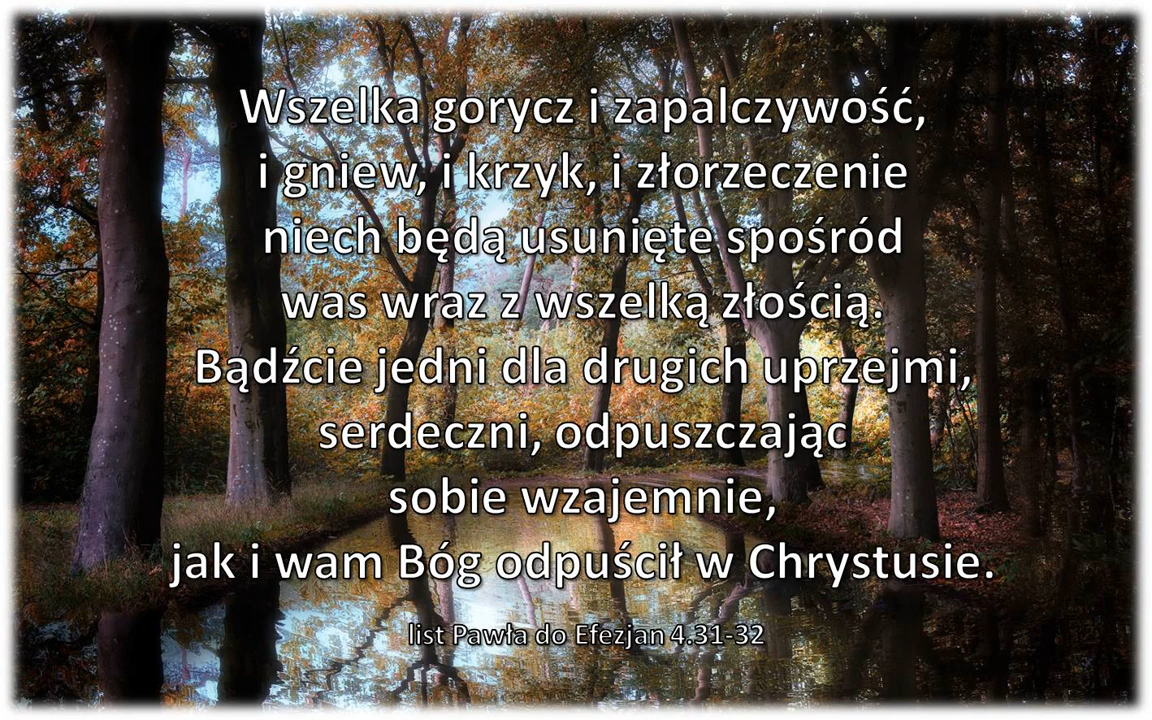 Wszelka gorycz i zapalczywość,
i gniew, i krzyk, i złorzeczenie
niech będą usunięte spośród
was wraz z wszelką złością.
Bądźcie jedni dla drugich uprzejmi,
serdeczni, odpuszczając
sobie wzajemnie,
jak i wam Bóg odpuścił w Chrystusie.
list Pawła do Efezjan 4.31-32